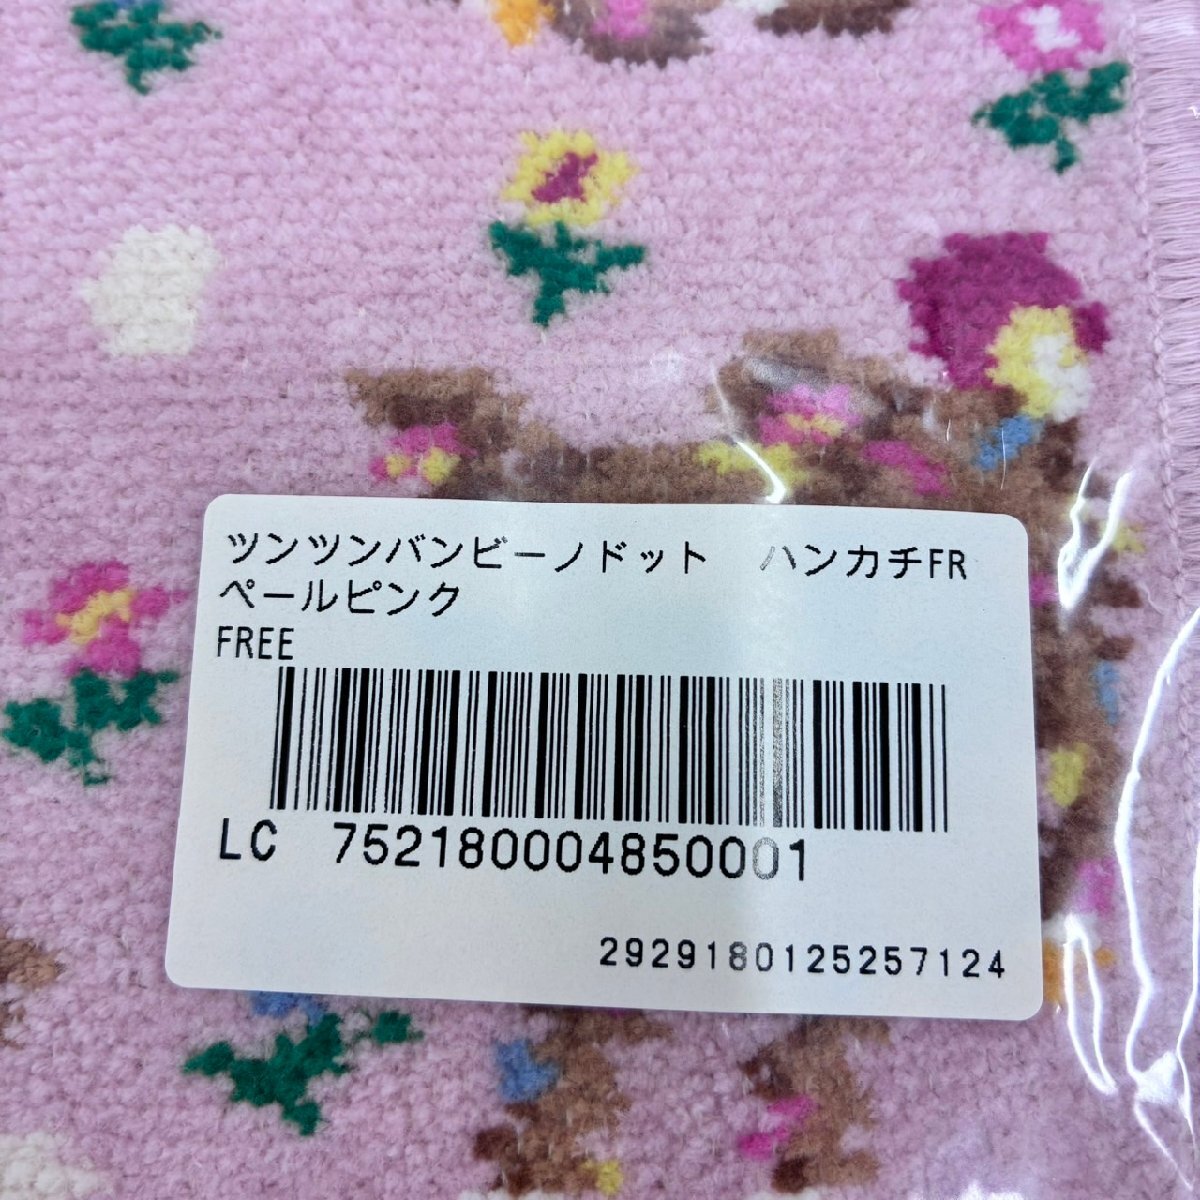 ツンツンバンビーノドット　ハンカチFR
ペールピンク
FREE
LC 752180004850001
2929180125257124